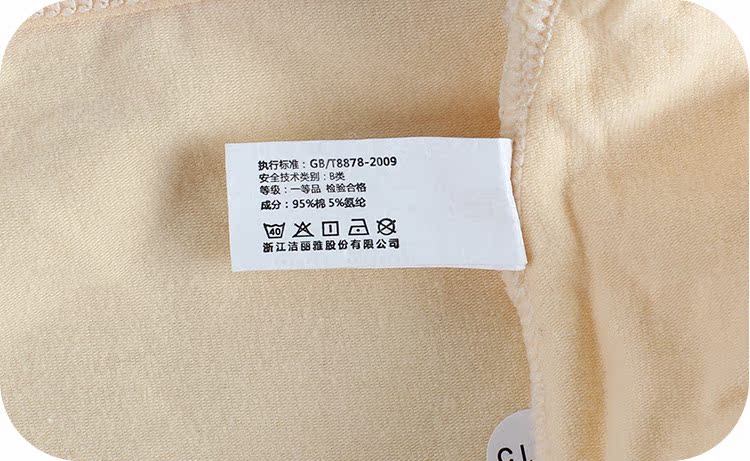 执行标准：GB/T8878-2009
安全技术类别：B类
等级：一等品 检验合格
成分：95%棉 5%氨纶
40
浙江洁丽雅股份有限公司
CL